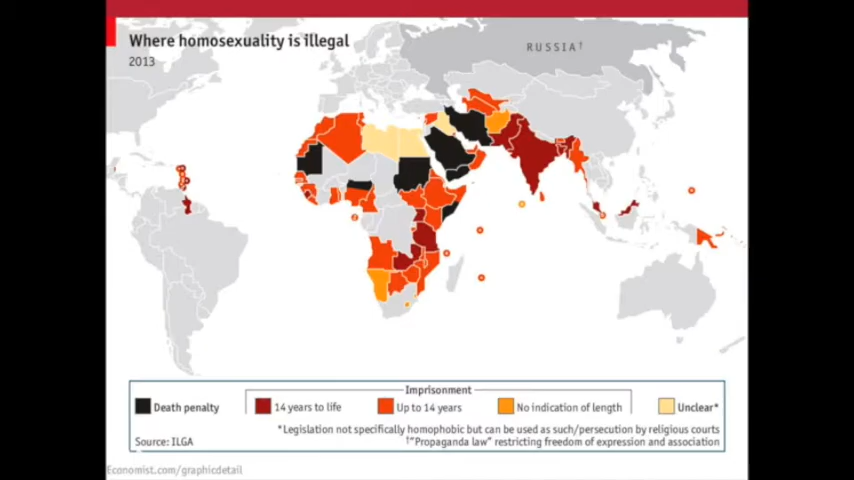 Where homosexuality is illegal
2013
RUSSIA†
Imprisonment
Death penalty
14 years to life
Up to 14 years
No indication of length
Unclear*
*Legislation not specifically homophobic but can be used as such/persecution by religious courts
Source: ILGA
†"Propaganda law" restricting freedom of expression and association
Economist.com/graphicdetail